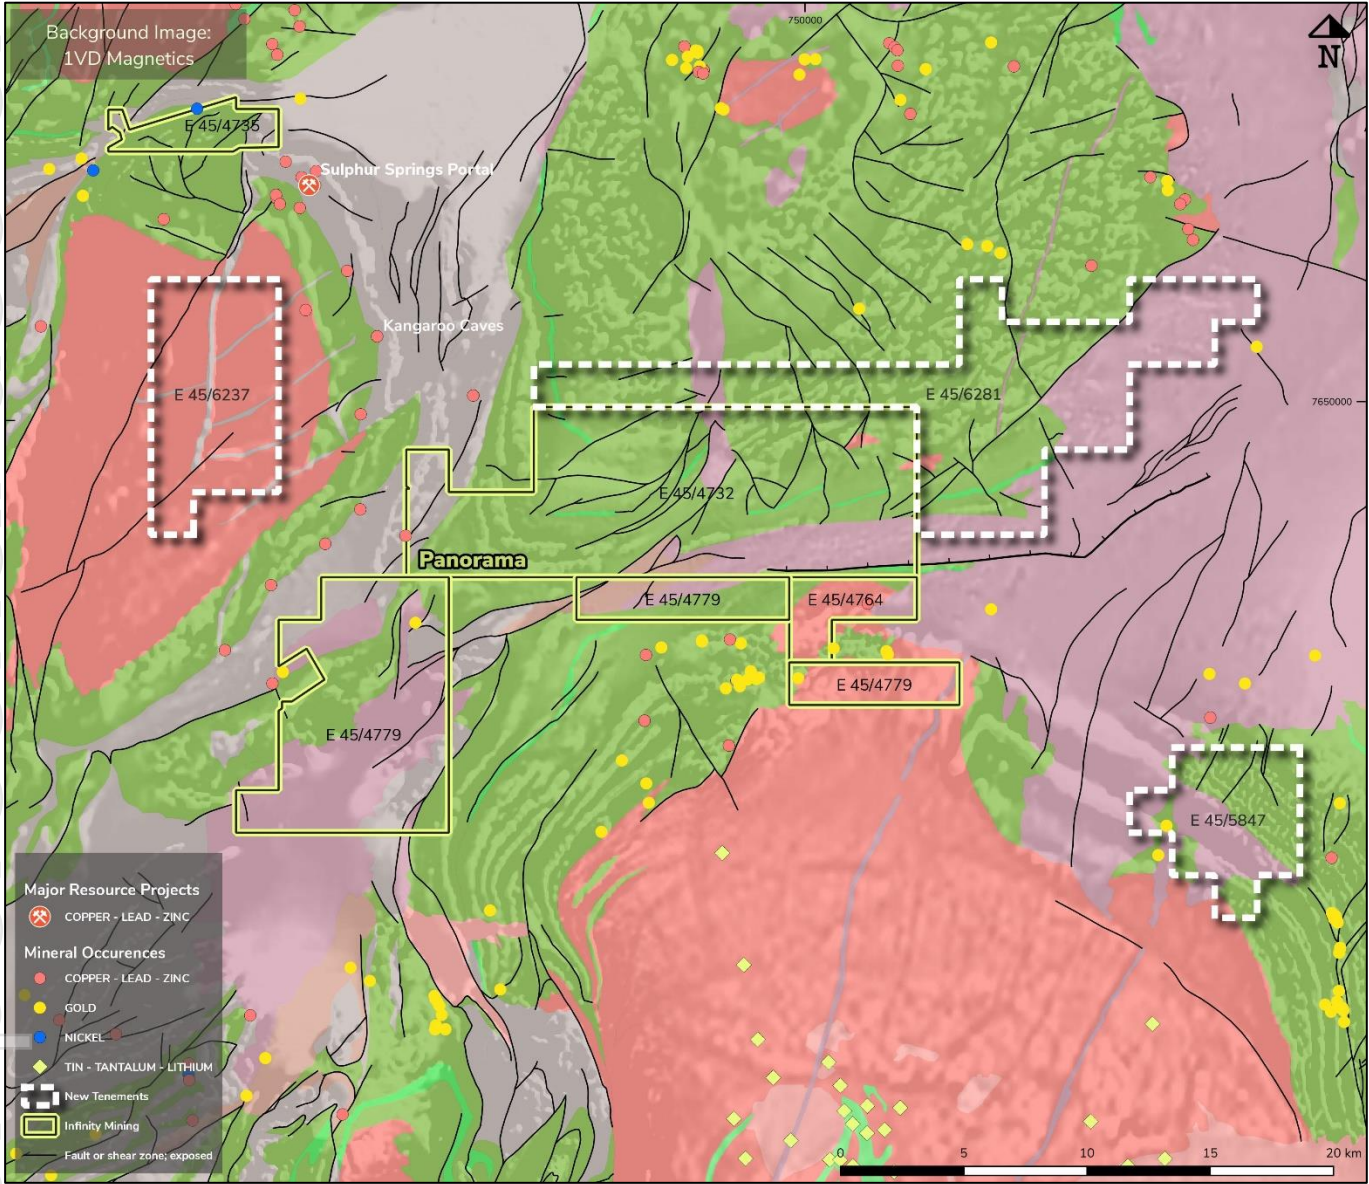 Background Image:
1VD Magnetics
750000
N
E 45/4735
Sulphur Springs Portal
Kangaroo Caves
E 45/6237
E 45/6281
7650000
E 45/4732
Panorama
E 45/4779
E 45/4764
E 45/4779
E 45/4779
E 45/5847
Major Resource Projects
COPPER - LEAD - ZINC
Mineral Occurences
COPPER - LEAD - ZINC
GOLD
NICKEL
TIN - TANTALUM - LITHIUM
New Tenements
Infinity Mining
Fault or shear zone; exposed
0 5 10 15 20 km